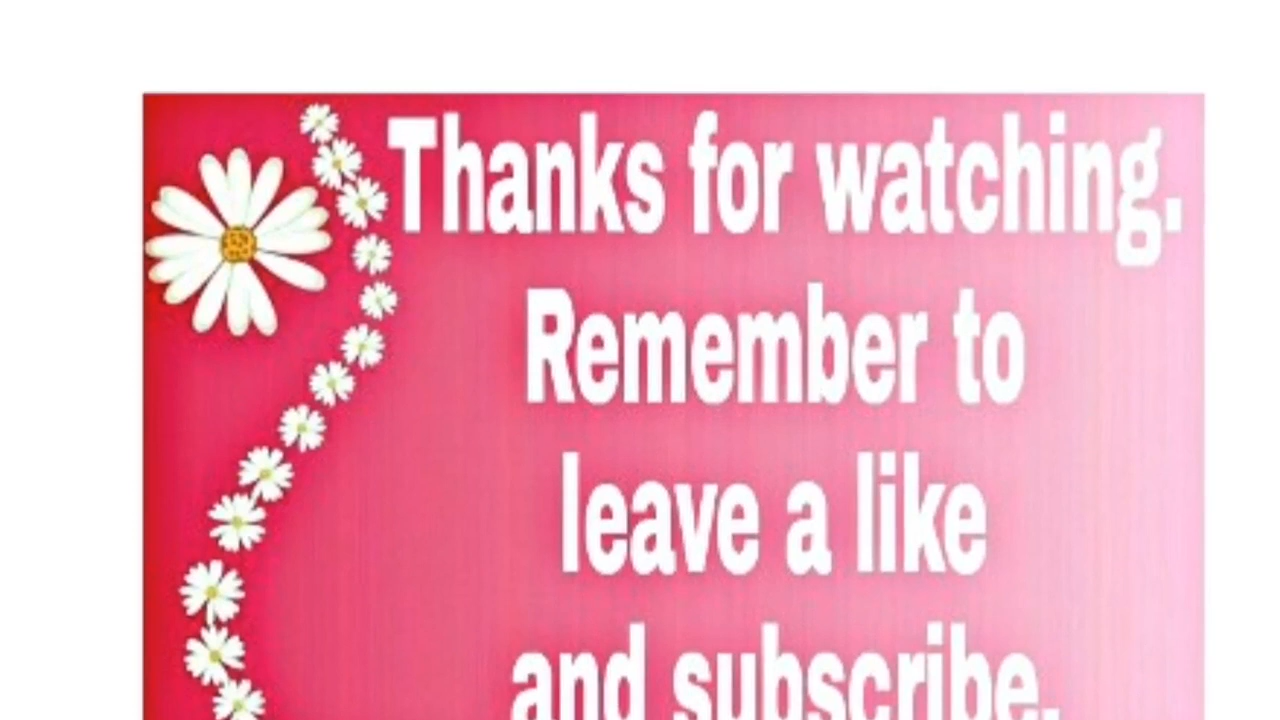 Thanks for watching.
Remember to
leave a like
and subscribe.